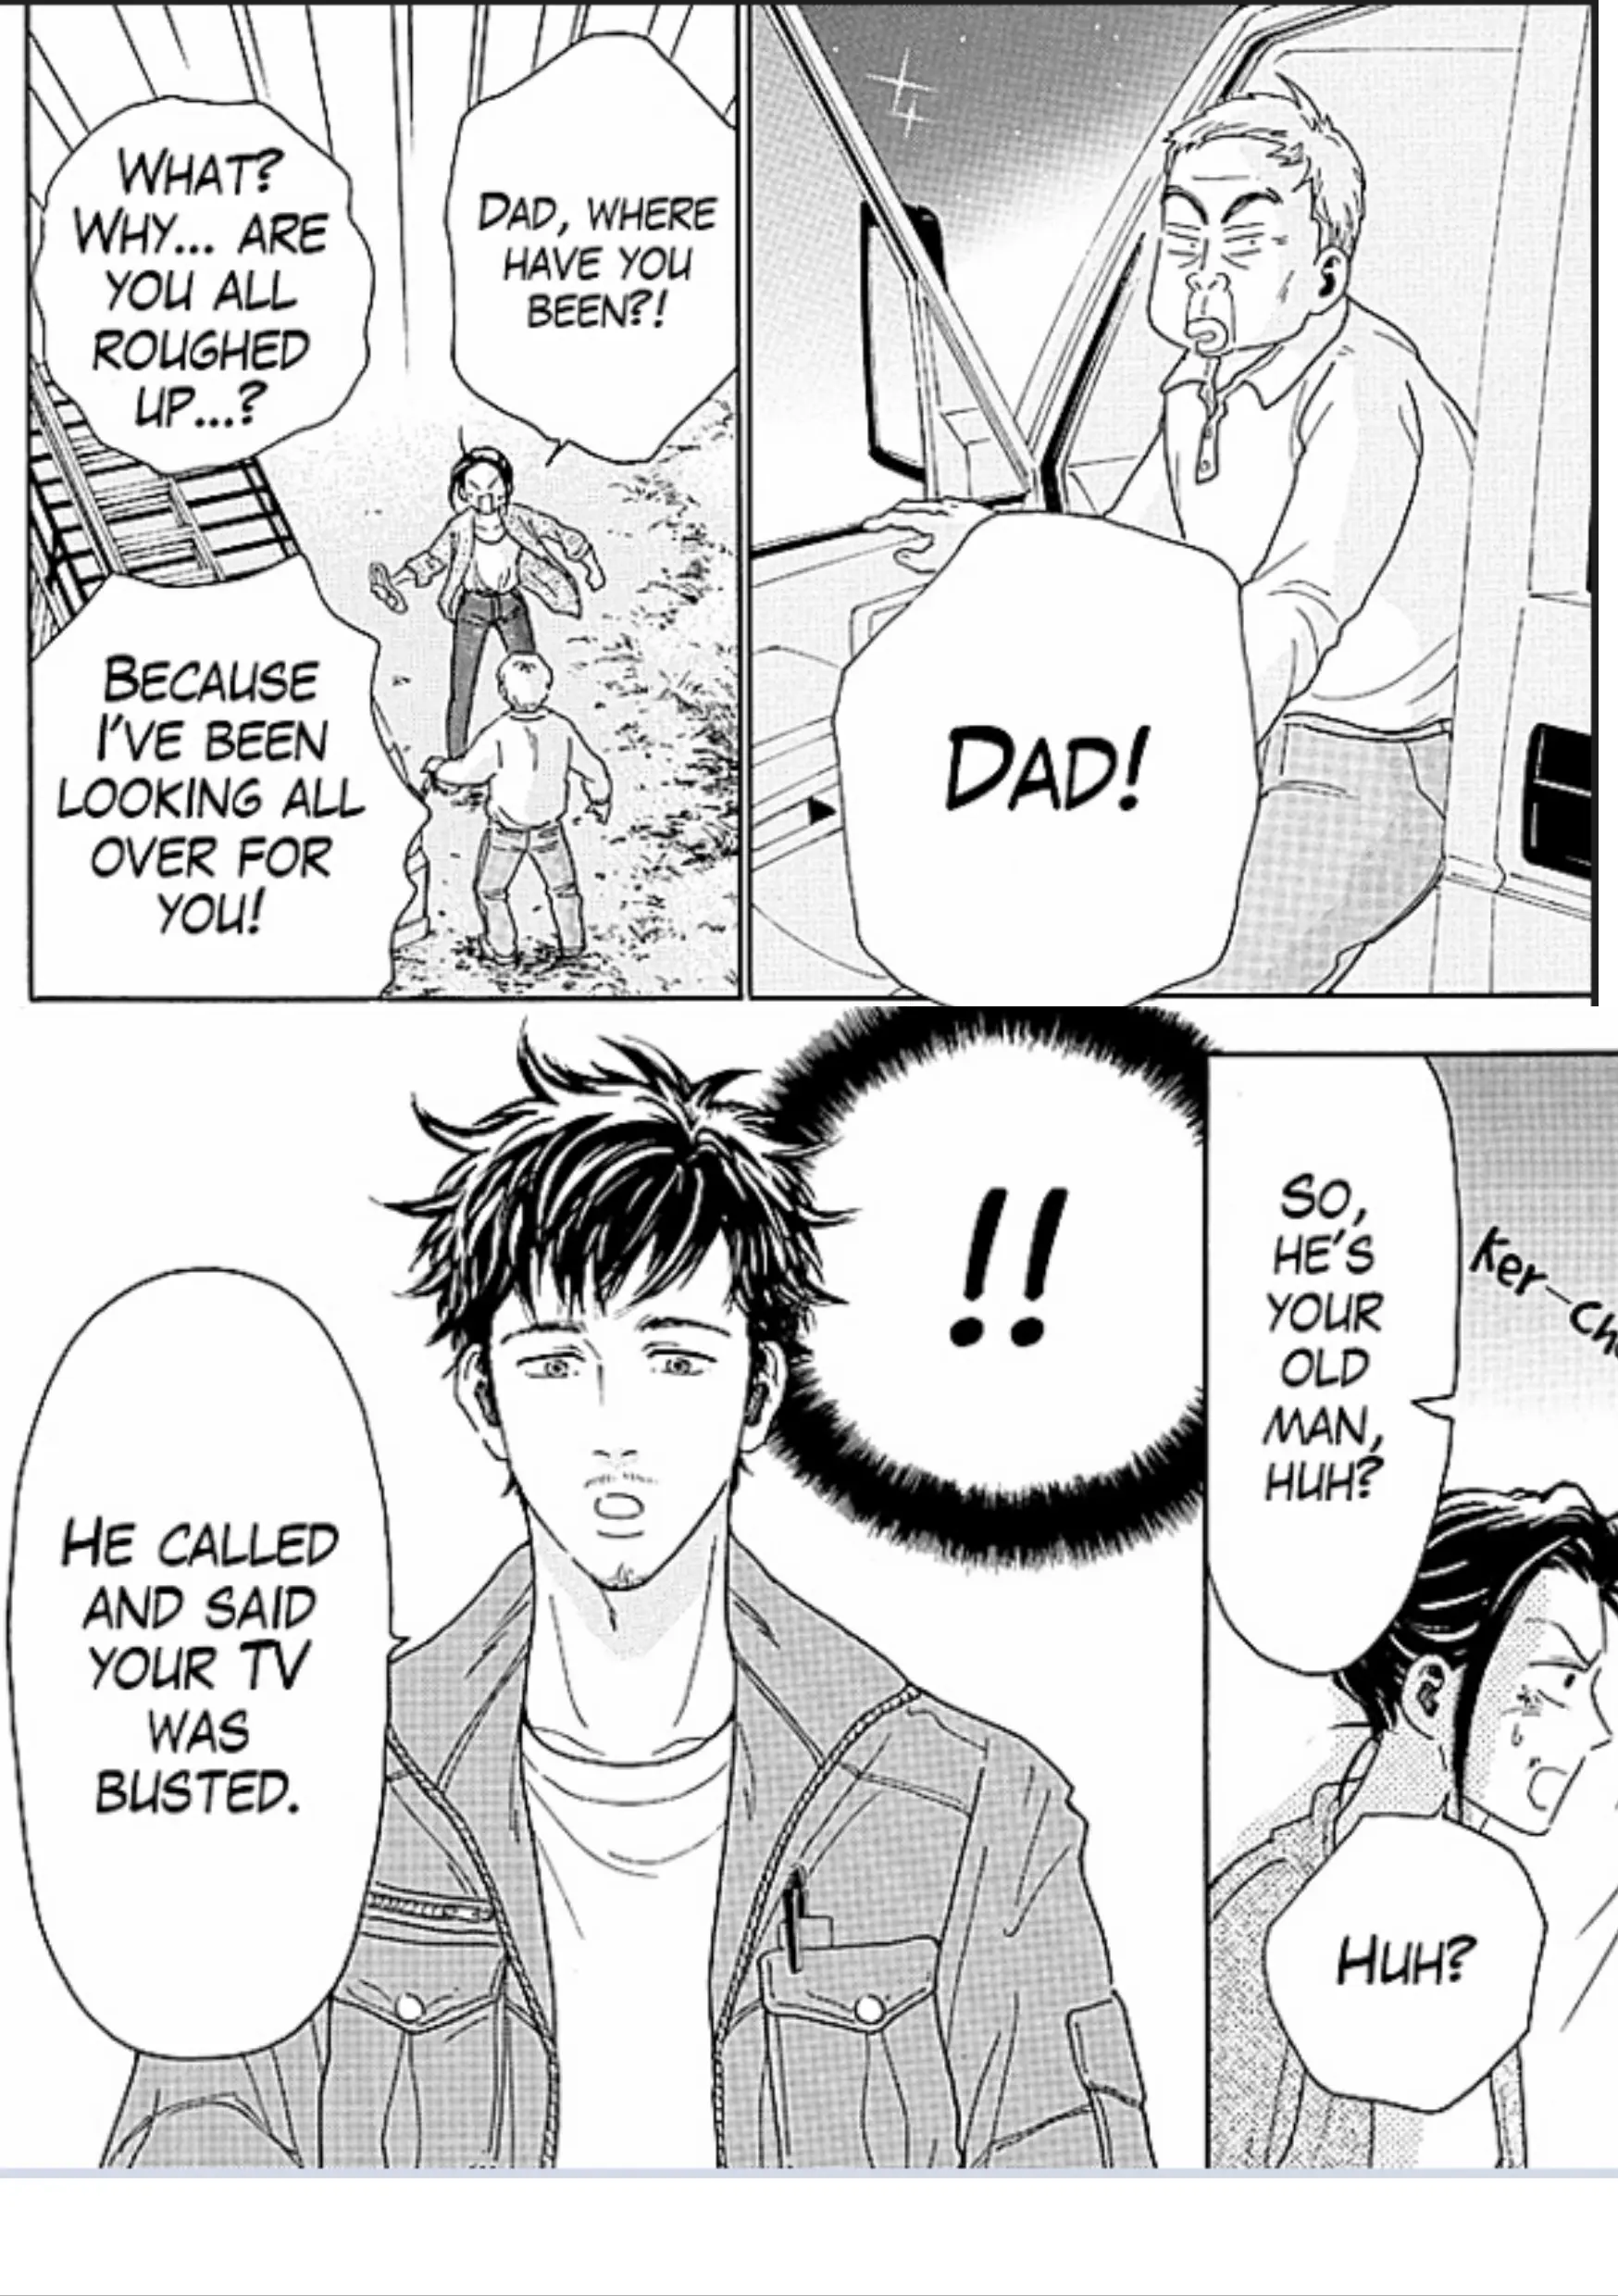 DAD!
DAD, WHERE
HAVE YOU
BEEN?!
WHAT?
WHY... ARE
YOU ALL
ROUGHED
UP...?
BECAUSE
I'VE BEEN
LOOKING ALL
OVER FOR
YOU!
SO,
HE'S
YOUR
OLD
MAN,
HUH?
HUH?
!!
HE CALLED
AND SAID
YOUR TV
WAS
BUSTED.